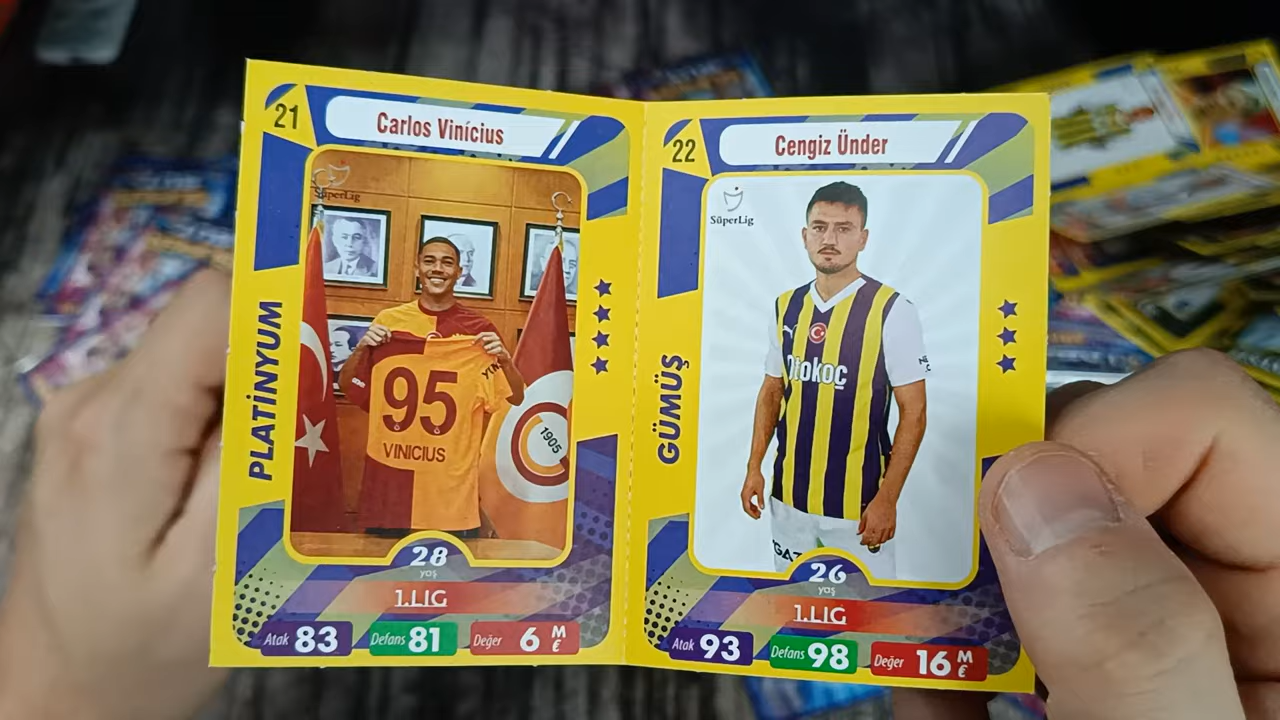 21
Carlos Vinícius
SüperLig
PLATİNYUM
95
VINICIUS
1905
28
yaş
1.LIG
Atak 83
Defans 81
Değer 6 M €
22
Cengiz Ünder
SüperLig
GÜMÜŞ
Otokoç
26
yaş
1.LIG
Atak 93
Defans 98
Değer 16 M €